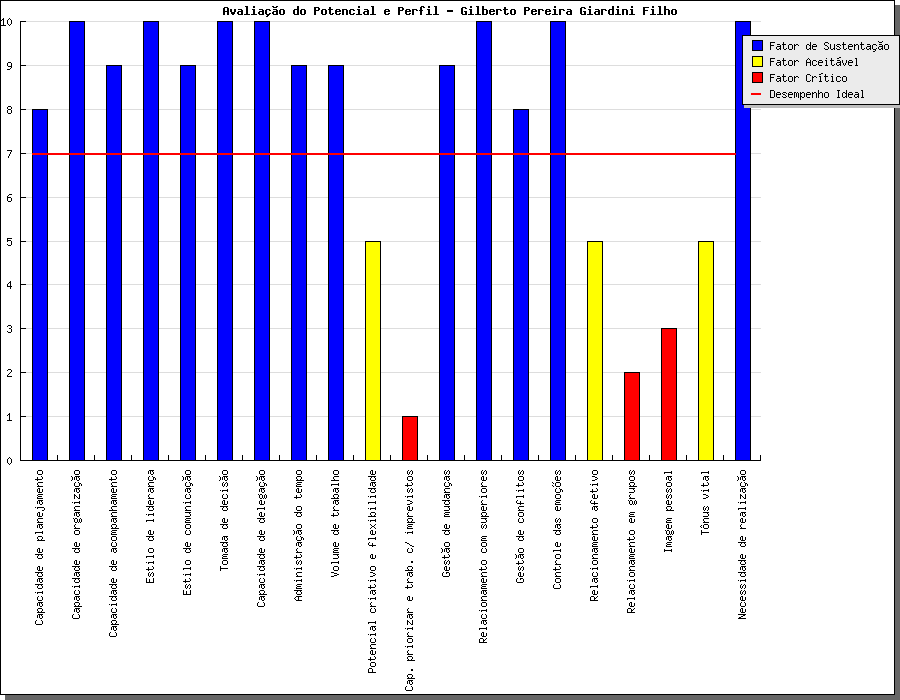 Avaliação do Potencial e Perfil - Gilberto Pereira Giardini Filho
Fator de Sustentação
Fator Aceitável
Fator Crítico
Desempenho Ideal
10
9
8
7
6
5
4
3
2
1
0
Capacidade de planejamento
Capacidade de organização
Capacidade de acompanhamento
Estilo de liderança
Estilo de comunicação
Tomada de decisão
Capacidade de delegação
Administração do tempo
Volume de trabalho
Potencial criativo e flexibilidade
Cap. priorizar e trab. c/ imprevistos
Gestão de mudanças
Relacionamento com superiores
Gestão de conflitos
Controle das emoções
Relacionamento afetivo
Relacionamento em grupos
Imagem pessoal
Tônus vital
Necessidade de realização